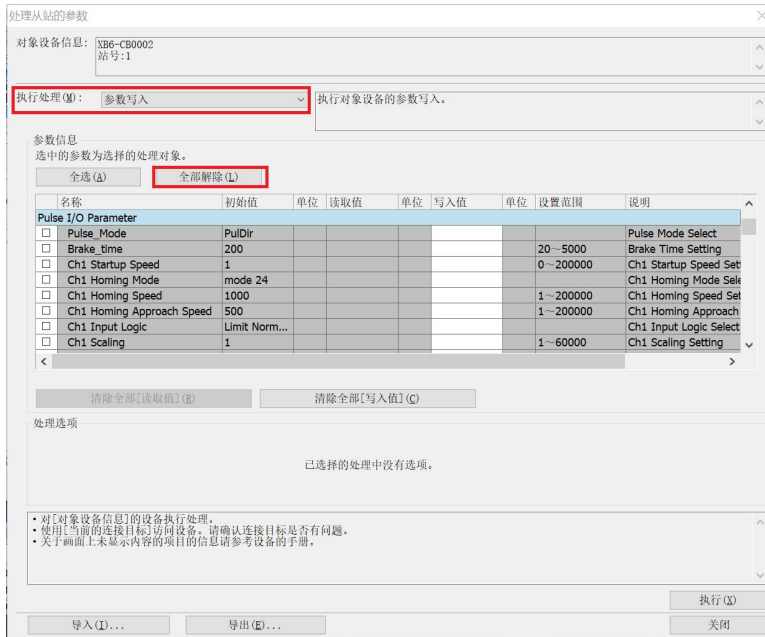 处理从站的参数
对象设备信息: XB6-CB0002
站号:1
执行处理(M): 参数写入 执行对象设备的参数写入。
参数信息
选中的参数为选择的处理对象。
全选(A) 全部解除(L)
名称 初始值 单位 读取值 单位 写入值 单位 设置范围 说明
Pulse I/O Parameter
Pulse_Mode PulDir Pulse Mode Select
Brake_time 200 20~5000 Brake Time Setting
Ch1 Startup Speed 1 0~200000 Ch1 Startup Speed Sett
Ch1 Homing Mode mode 24 Ch1 Homing Mode Sele
Ch1 Homing Speed 1000 1~200000 Ch1 Homing Speed Set
Ch1 Homing Approach Speed 500 1~200000 Ch1 Homing Approach
Ch1 Input Logic Limit Norm... Ch1 Input Logic Select
Ch1 Scaling 1 1~60000 Ch1 Scaling Setting
清除全部[读取值](R) 清除全部[写入值](C)
处理选项
已选择的处理中没有选项。
•对[对象设备信息]的设备执行处理。
•使用[当前的连接目标]访问设备。请确认连接目标是否有问题。
•关于画面上未显示内容的项目的信息请参考设备的手册。
执行(X)
导入(I)... 导出(E)... 关闭